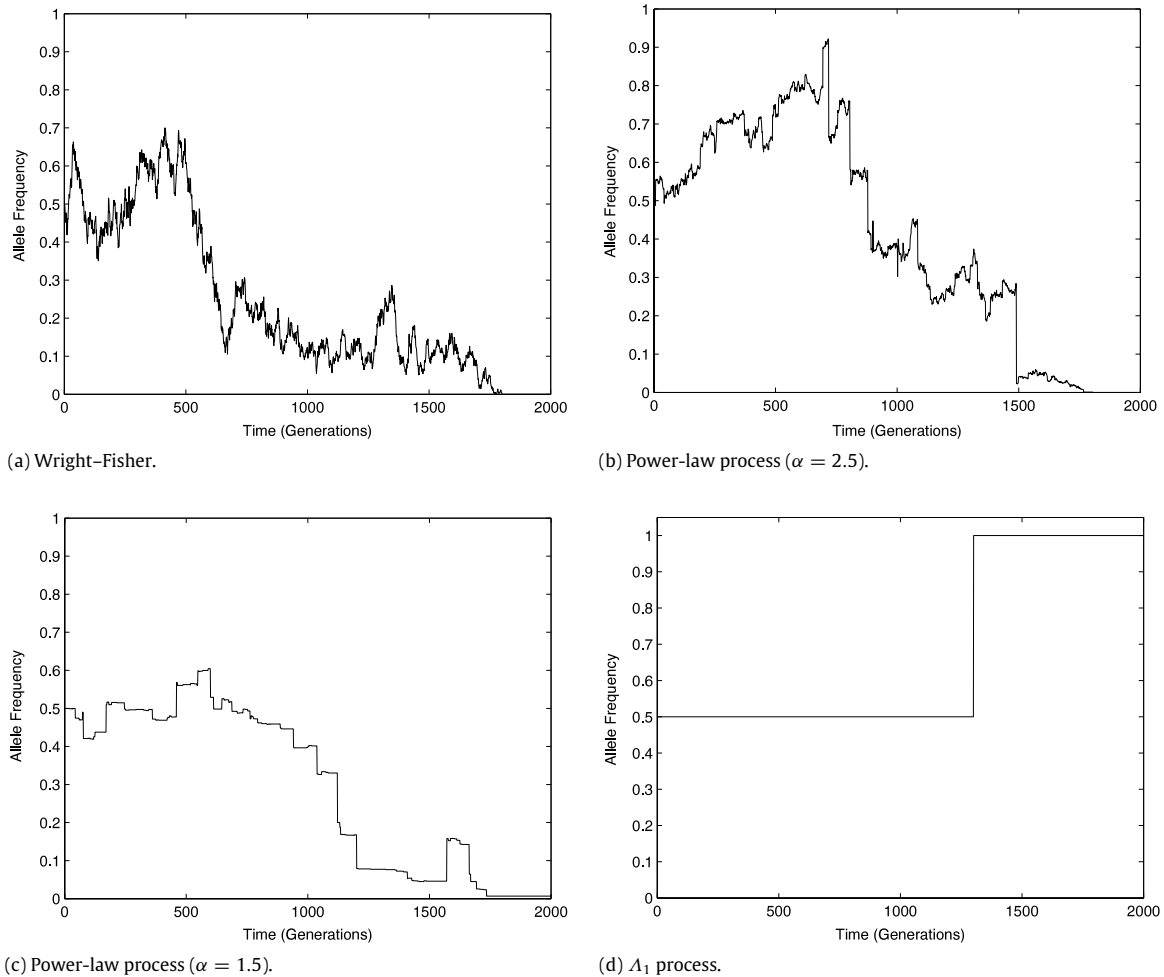 1
0.9
0.8
0.7
0.6
0.5
0.4
0.3
0.2
0.1
0
Allele Frequency
0 500 1000 1500 2000
Time (Generations)
(a) Wright–Fisher.
1
0.9
0.8
0.7
0.6
0.5
0.4
0.3
0.2
0.1
0
Allele Frequency
0 500 1000 1500 2000
Time (Generations)
(b) Power-law process (α = 2.5).
1
0.9
0.8
0.7
0.6
0.5
0.4
0.3
0.2
0.1
0
Allele Frequency
0 500 1000 1500 2000
Time (Generations)
(c) Power-law process (α = 1.5).
1
0.9
0.8
0.7
0.6
0.5
0.4
0.3
0.2
0.1
0
Allele Frequency
0 500 1000 1500 2000
Time (Generations)
(d) Λ₁ process.